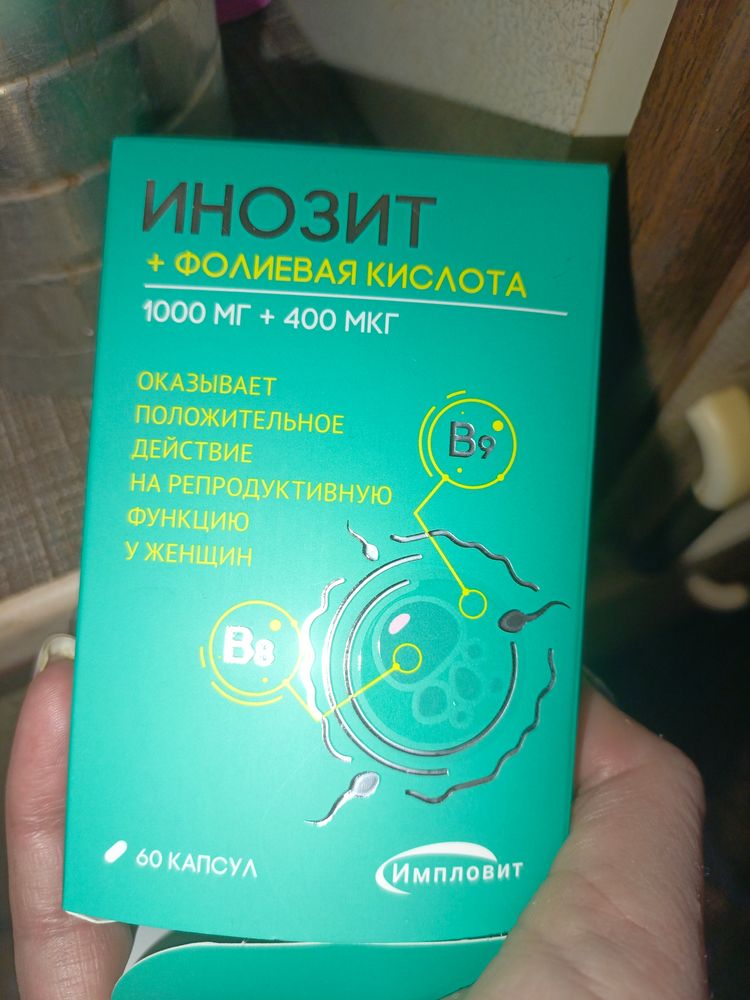 ИНОЗИТ
+ ФОЛИЕВАЯ КИСЛОТА
1000 МГ + 400 МКГ
ОКАЗЫВАЕТ
ПОЛОЖИТЕЛЬНОЕ
ДЕЙСТВИЕ
НА РЕПРОДУКТИВНУЮ
ФУНКЦИЮ
У ЖЕНЩИН
B9
B8
60 КАПСУЛ
Импловит